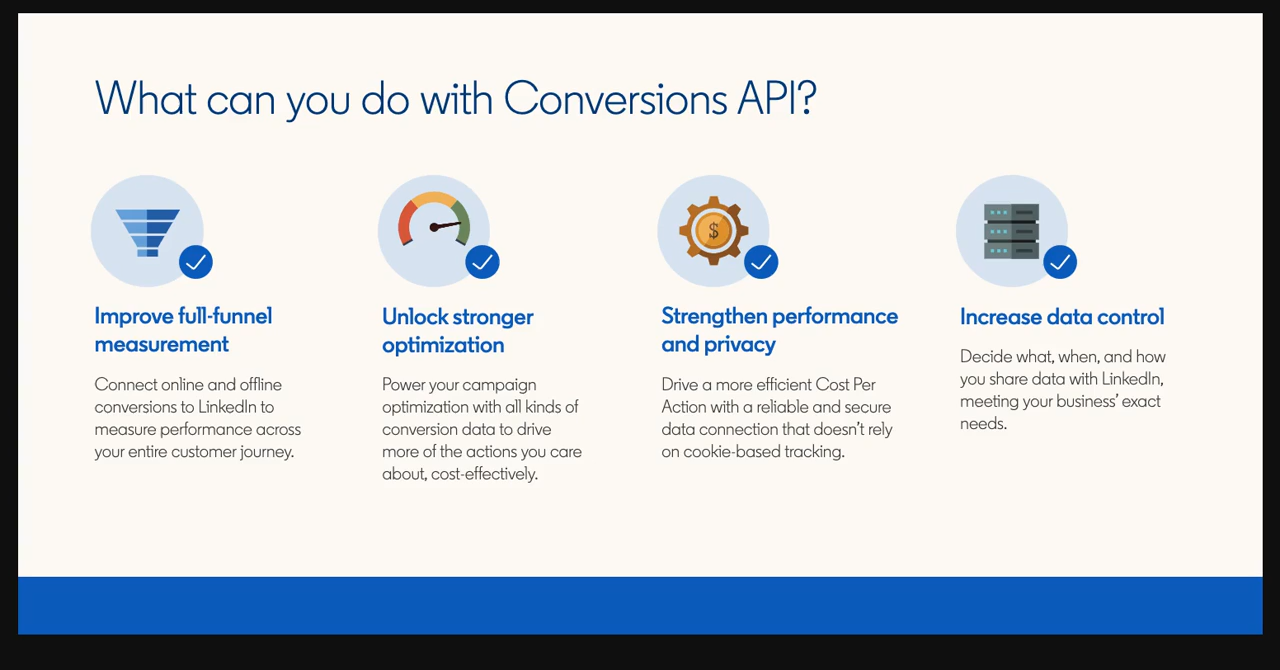 What can you do with Conversions API?
Improve full-funnel
measurement
Connect online and offline
conversions to LinkedIn to
measure performance across
your entire customer journey.
Unlock stronger
optimization
Power your campaign
optimization with all kinds of
conversion data to drive
more of the actions you care
about, cost-effectively.
$
Strengthen performance
and privacy
Drive a more efficient Cost Per
Action with a reliable and secure
data connection that doesn't rely
on cookie-based tracking.
Increase data control
Decide what, when, and how
you share data with LinkedIn,
meeting your business' exact
needs.